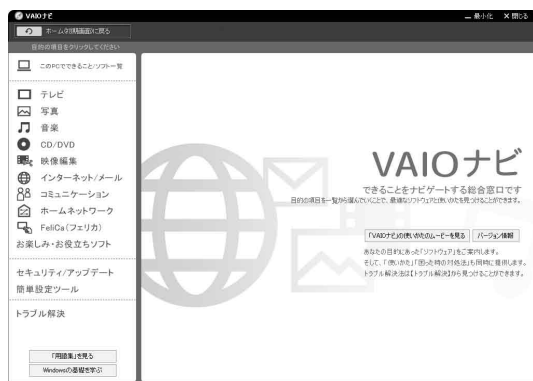 VAIOナビ
最小化 × 閉じる
ホーム(初期画面)に戻る
目的の項目をクリックしてください
このPCでできること/ソフト一覧
テレビ
写真
音楽
CD/DVD
映像編集
インターネット/メール
コミュニケーション
ホームネットワーク
FeliCa(フェリカ)
お楽しみ・お役立ちソフト
セキュリティ/アップデート
簡単設定ツール
トラブル解決
「用語集」を見る
Windowsの基礎を学ぶ
VAIOナビ
できることをナビゲートする総合窓口です
目的の項目を一覧から選んでいくことで、最適なソフトウェアと使いかたを見つけることができます。
「VAIOナビ」の使いかたのムービーを見る バージョン情報
あなたの目的にあった「ソフトウェア」をご案内します。
そして、「使いかた」「困った時の対処法」も同時に提供します。
トラブル解決法は【トラブル解決】から見つけることができます。